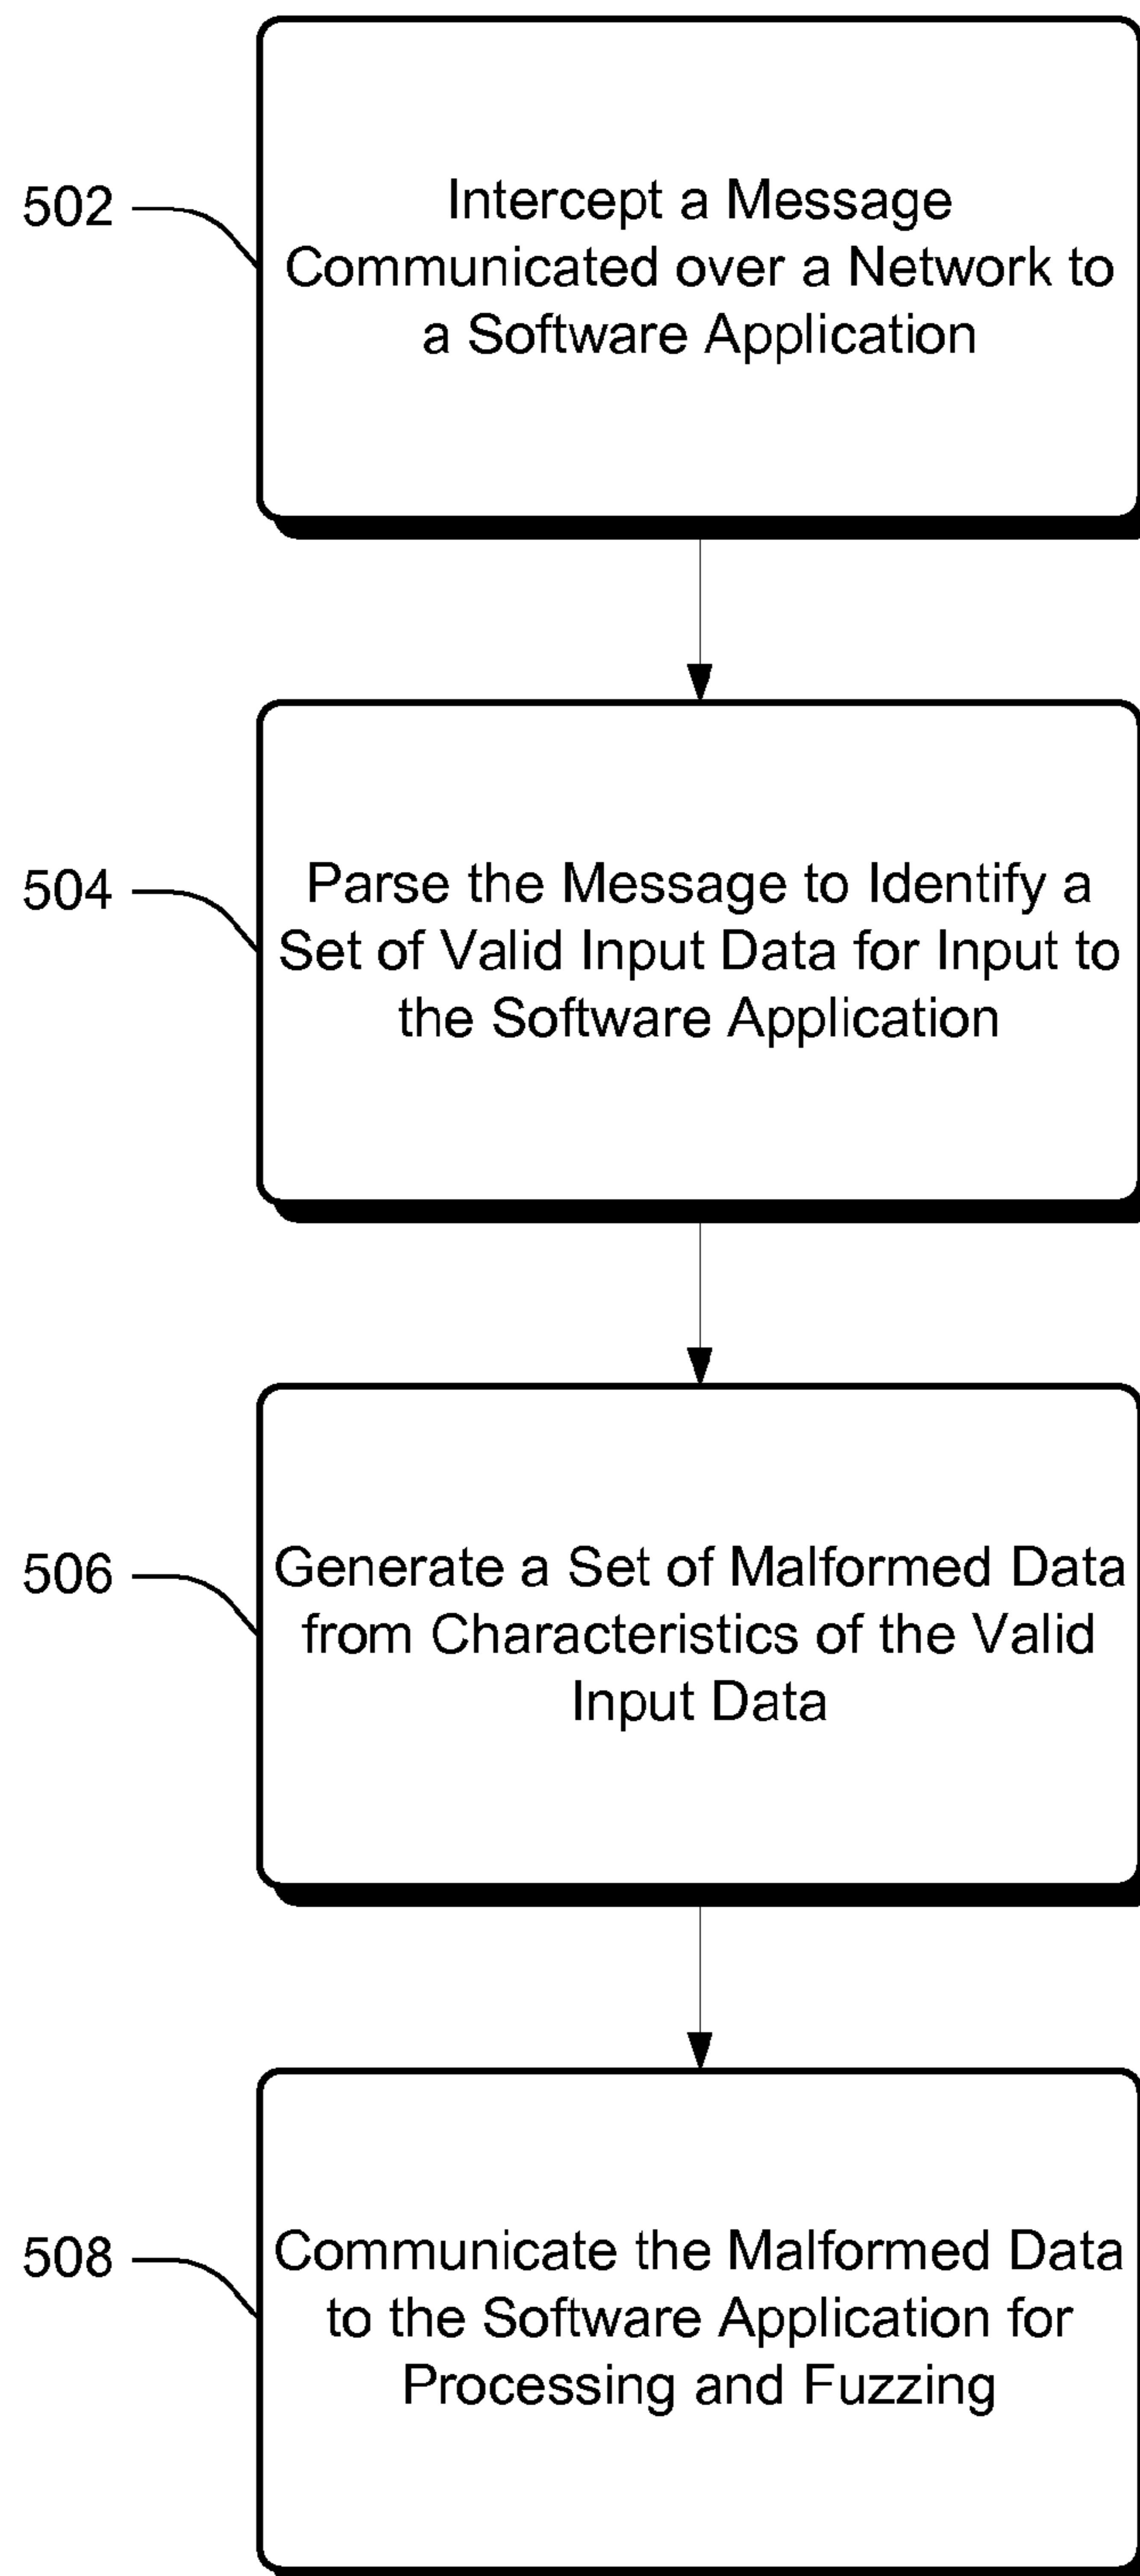 502
Intercept a Message
Communicated over a Network to
a Software Application
504
Parse the Message to Identify a
Set of Valid Input Data for Input to
the Software Application
506
Generate a Set of Malformed Data
from Characteristics of the Valid
Input Data
508
Communicate the Malformed Data
to the Software Application for
Processing and Fuzzing